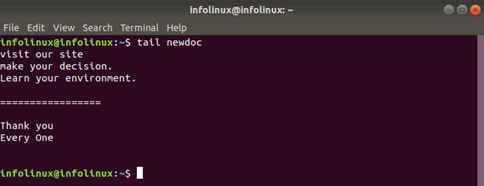 infolinux@infolinux: ~
File Edit View Search Terminal Help
infolinux@infolinux:~$ tail newdoc
visit our site
make your decision.
Learn your environment.
=================
Thank you
Every One
infolinux@infolinux:~$